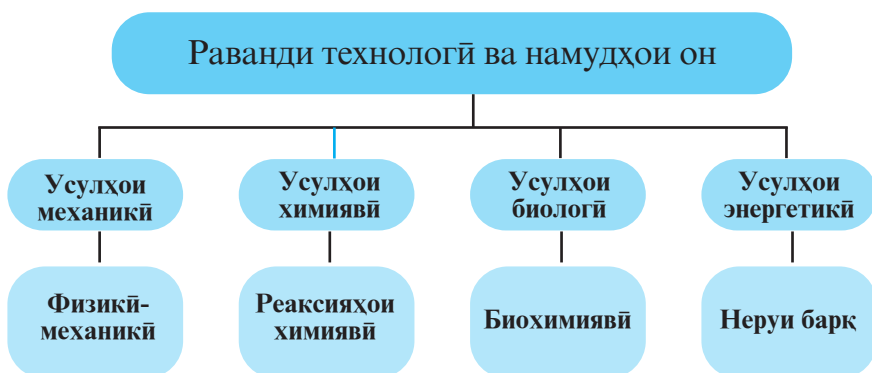 Раванди технологӣ ва намудҳои он
Усулҳои
механикӣ
Усулҳои
химиявӣ
Усулҳои
биологӣ
Усулҳои
энергетикӣ
Физикӣ-
механикӣ
Реаксияҳои
химиявӣ
Биохимиявӣ
Неруи барқ